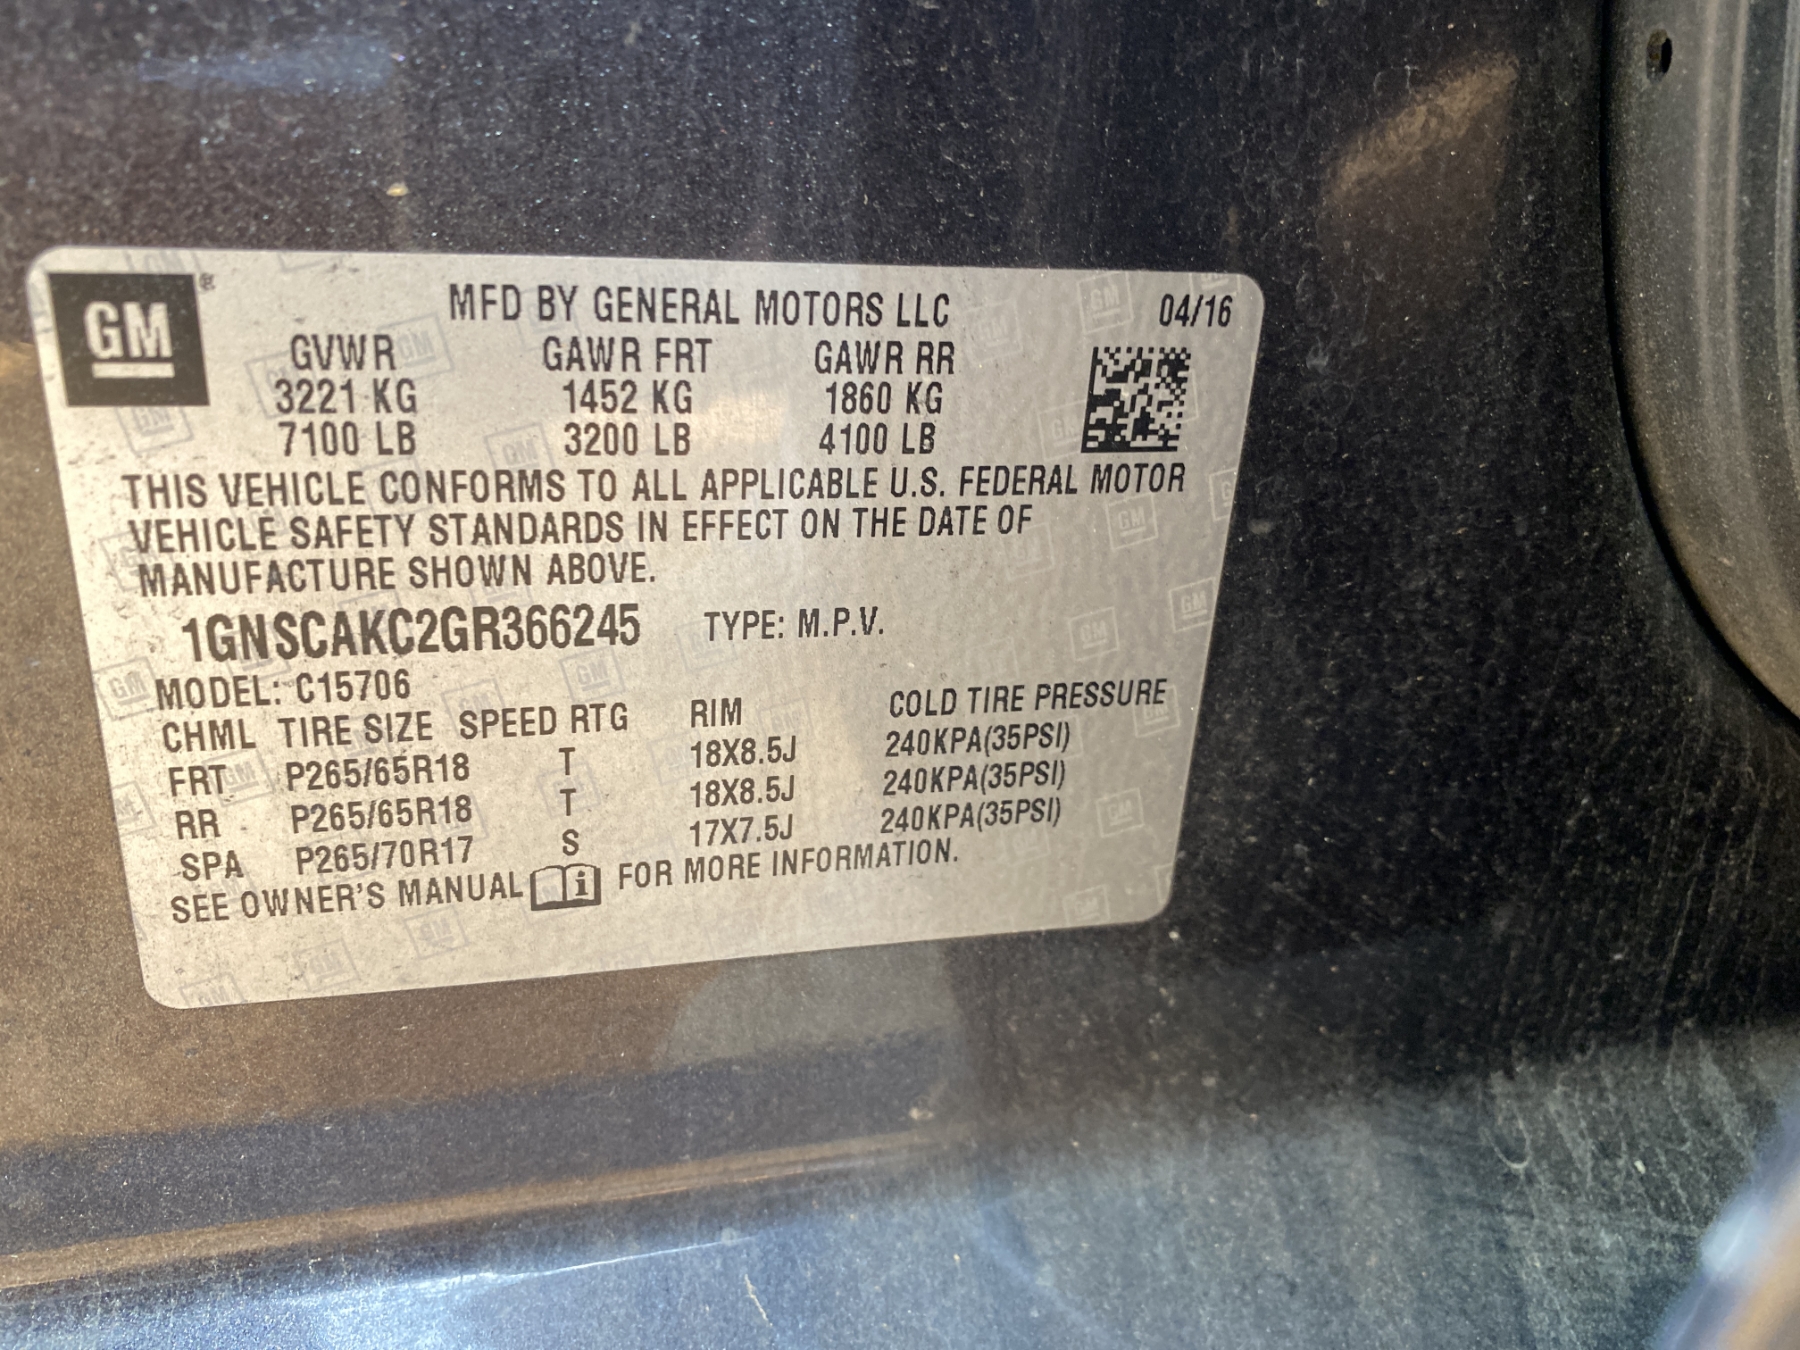 GM ® MFD BY GENERAL MOTORS LLC 04/16
GVWR GAWR FRT GAWR RR
3221 KG 1452 KG 1860 KG
7100 LB 3200 LB 4100 LB
THIS VEHICLE CONFORMS TO ALL APPLICABLE U.S. FEDERAL MOTOR
VEHICLE SAFETY STANDARDS IN EFFECT ON THE DATE OF
MANUFACTURE SHOWN ABOVE.
1GNSCAKC2GR366245 TYPE: M.P.V.
MODEL: C15706
CHML TIRE SIZE SPEED RTG RIM COLD TIRE PRESSURE
FRT P265/65R18 T 18X8.5J 240KPA(35PSI)
RR P265/65R18 T 18X8.5J 240KPA(35PSI)
SPA P265/70R17 S 17X7.5J 240KPA(35PSI)
SEE OWNER'S MANUAL i FOR MORE INFORMATION.